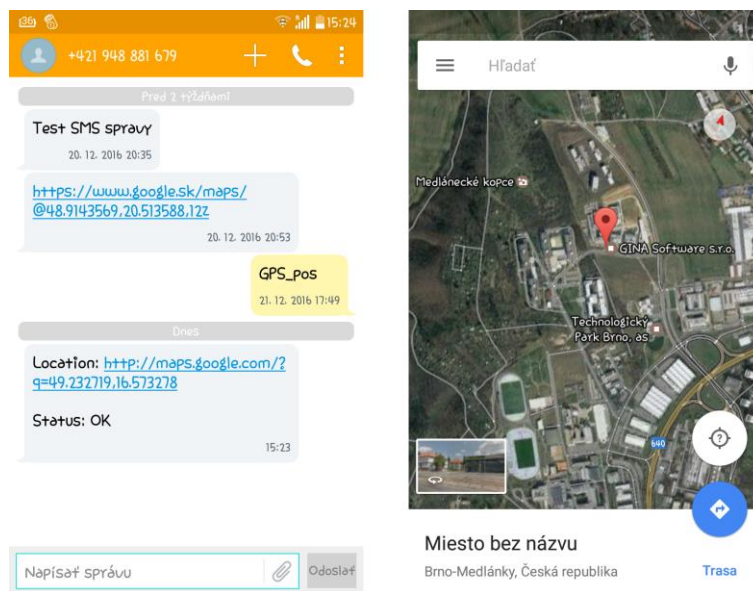 (36)
15:24
+421 948 881 679
Pred 2 týždňami
Test SMS spravy
20. 12. 2016 20:35
https://www.google.sk/maps/
@48.9143569,20.513588,12z
20. 12. 2016 20:53
GPS_pos
21. 12. 2016 17:49
Dnes
Location: http://maps.google.com/?
q=49.232719,16.573278
Status: OK
15:23
Napísať správu
Odoslať
Hľadať
Medlánecké kopce
GINA Software s.r.o.
Technologický
Park Brno, as
640
Miesto bez názvu
Brno-Medlánky, Česká republika
Trasa